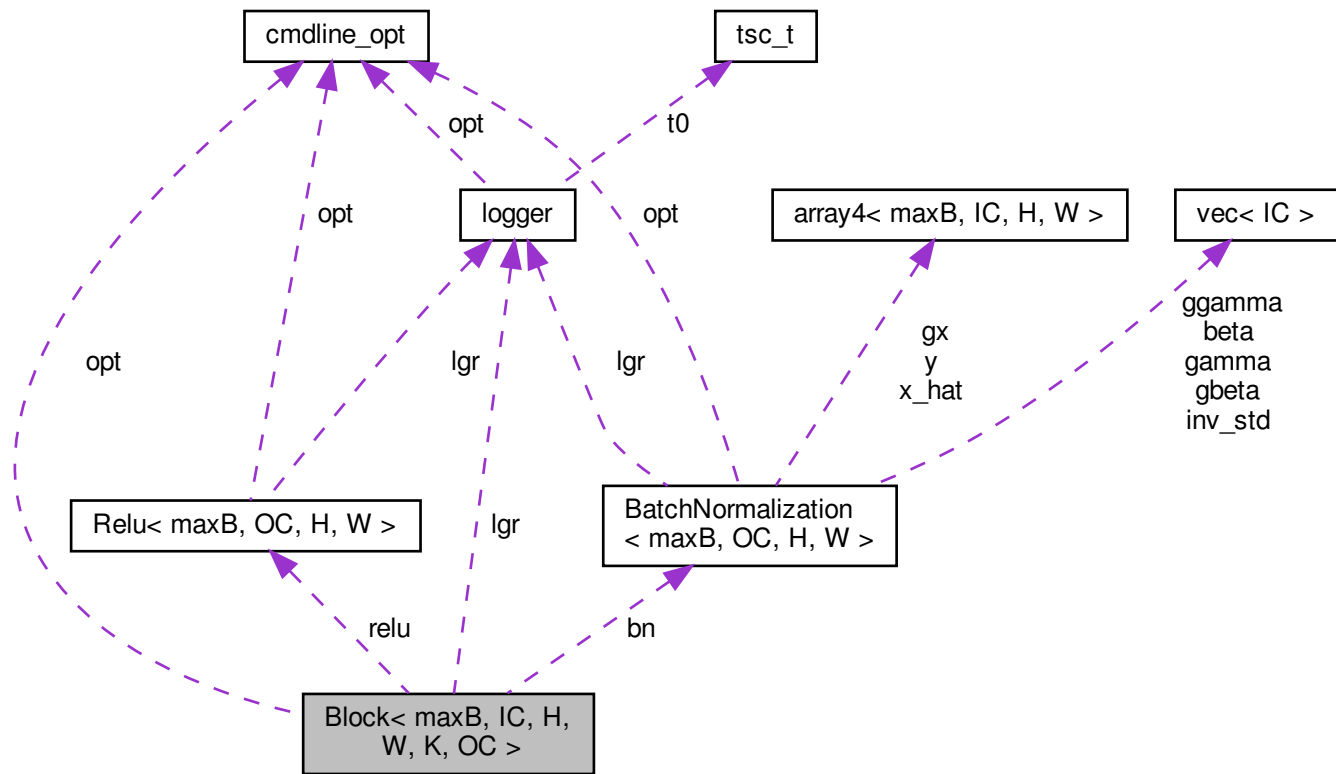 cmdline_opt
tsc_t
opt
t0
logger
array4< maxB, IC, H, W >
vec< IC >
opt
opt
ggamma
beta
gamma
gbeta
inv_std
gx
y
x_hat
opt
lgr
lgr
Relu< maxB, OC, H, W >
lgr
BatchNormalization
< maxB, OC, H, W >
relu
bn
Block< maxB, IC, H,
W, K, OC >